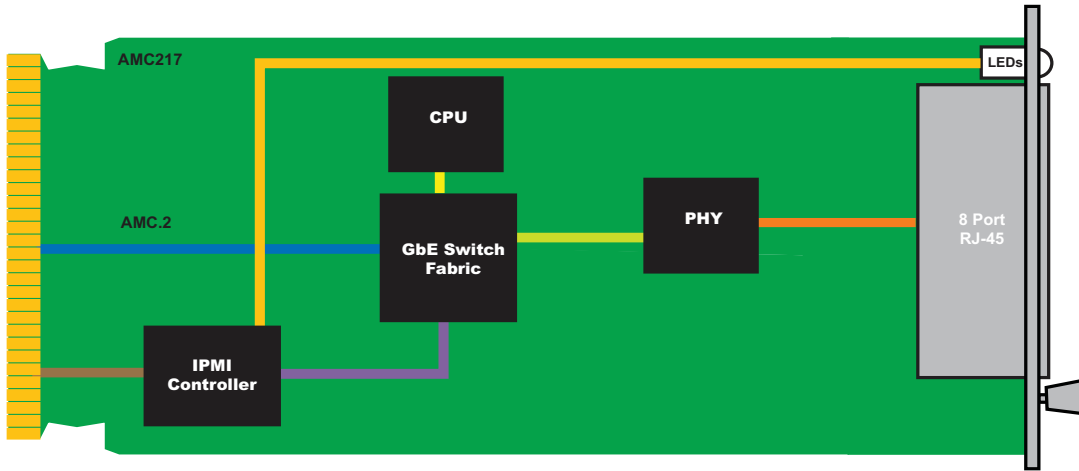 AMC217
LEDs
CPU
AMC.2
GbE Switch
Fabric
PHY
8 Port
RJ-45
IPMI
Controller